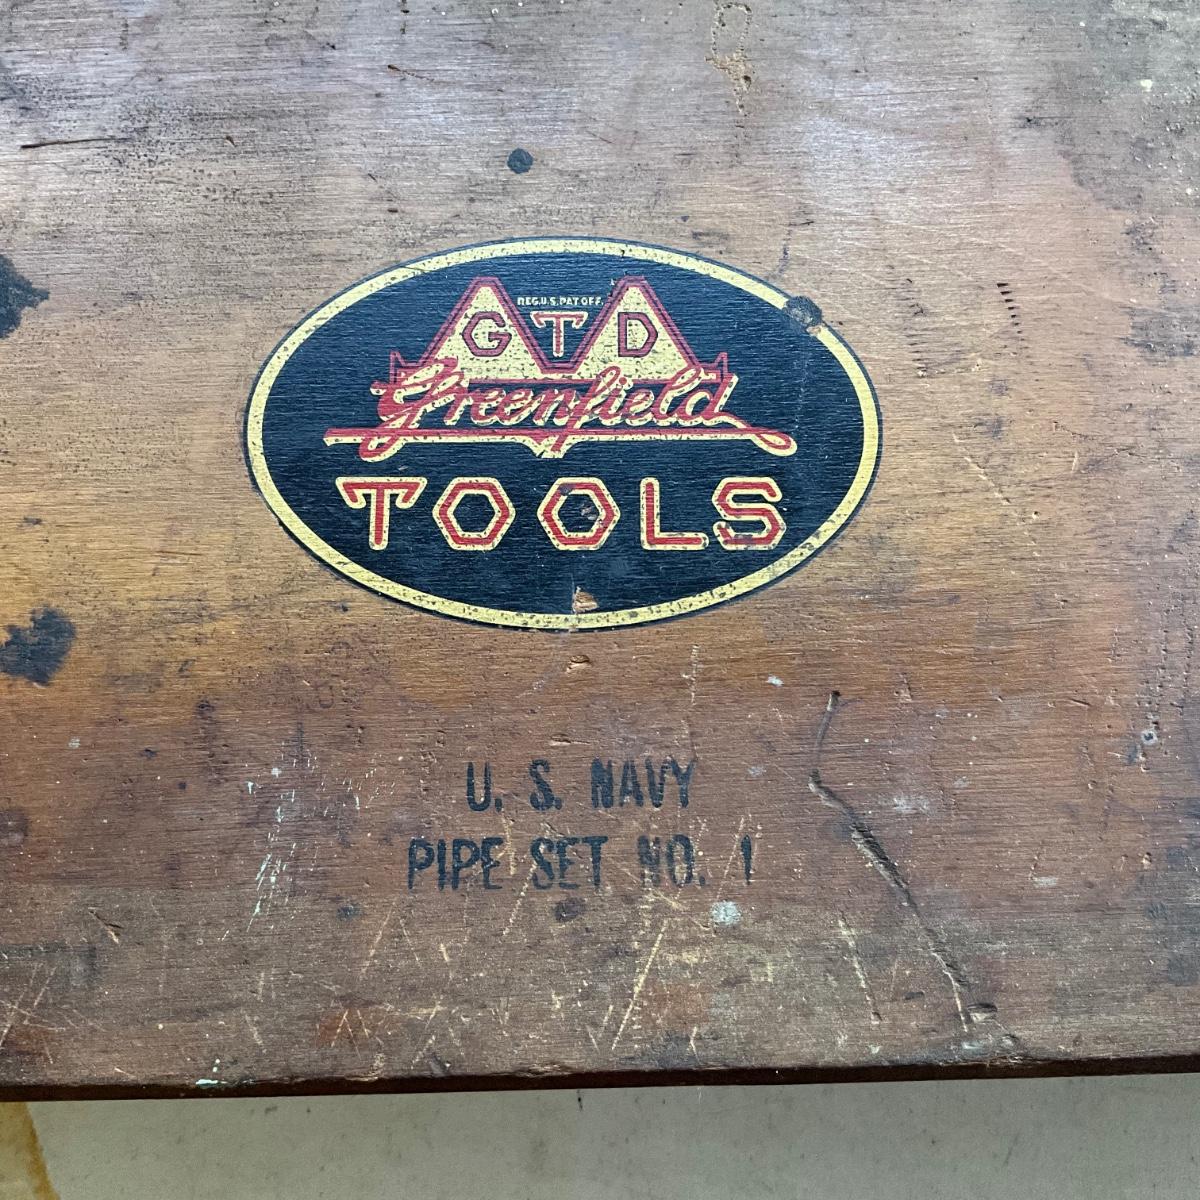 REG.U.S.PAT.OFF.
GTD
Greenfield
TOOLS
U. S. NAVY
PIPE SET NO. 1